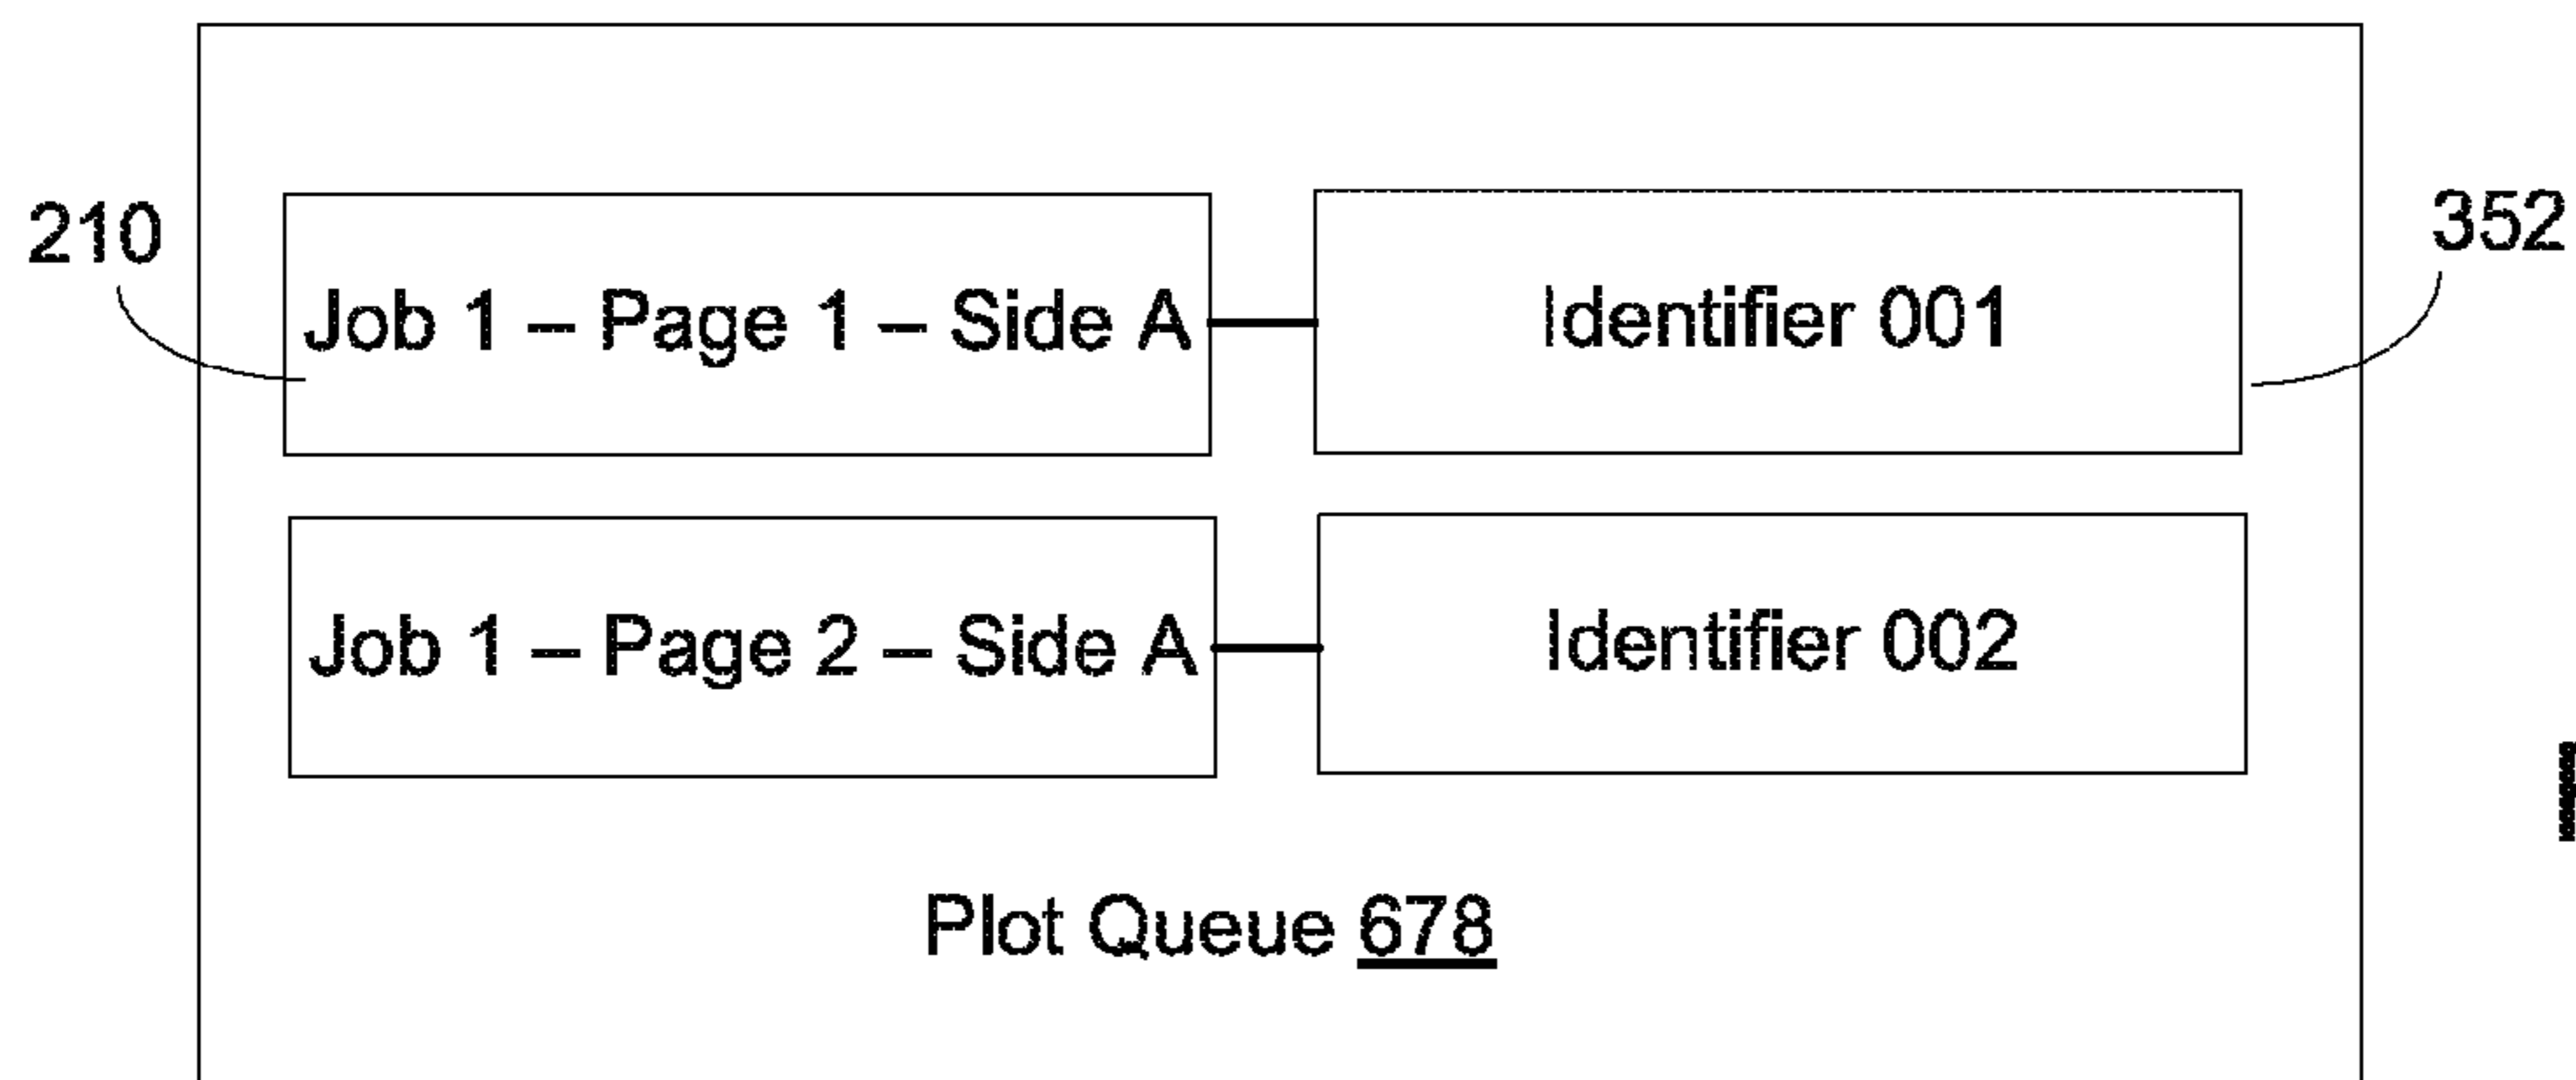 210
352
Job 1 – Page 1 – Side A
Identifier 001
Job 1 – Page 2 – Side A
Identifier 002
Plot Queue 678